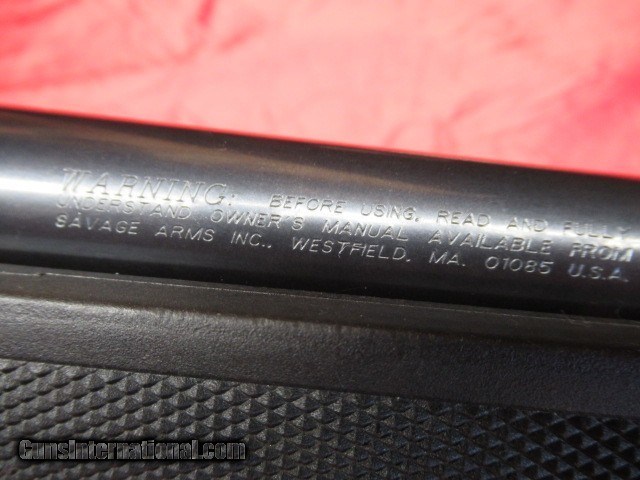 WARNING: BEFORE USING, READ AND FULLY
UNDERSTAND OWNER'S MANUAL AVAILABLE FROM
SAVAGE ARMS INC., WESTFIELD, MA. 01085 U.S.A.
GunsInternational.com